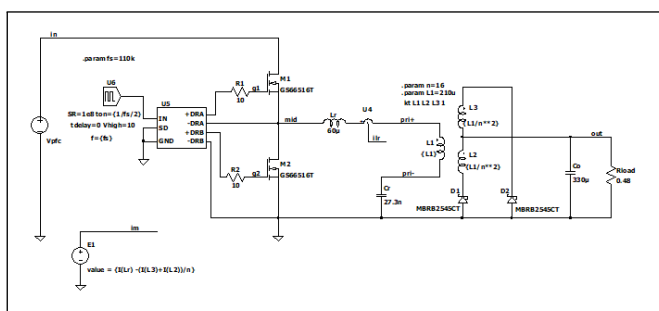 in
.param fs=110k
U6
SR=1e8 ton={1/fs/2}
tdelay=0 Vhigh=10
f={fs}
U5
IN
SD
GND
+DRA
-DRA
+DRB
-DRB
R1
10
g1
M1
GS66516T
mid
R2
10
g2
M2
GS66516T
Vpfc
Lr
60µ
U4
ilr
pri+
.param n=16
.param L1=210u
kt L1 L2 L3 1
L1
{L1}
pri-
Cr
27.3n
L3
{L1/n**2}
L2
{L1/n**2}
D1
MBRB2545CT
D2
MBRB2545CT
out
Co
330µ
Rload
0.48
im
E1
value = {I(Lr) -(I(L3)+I(L2))/n}